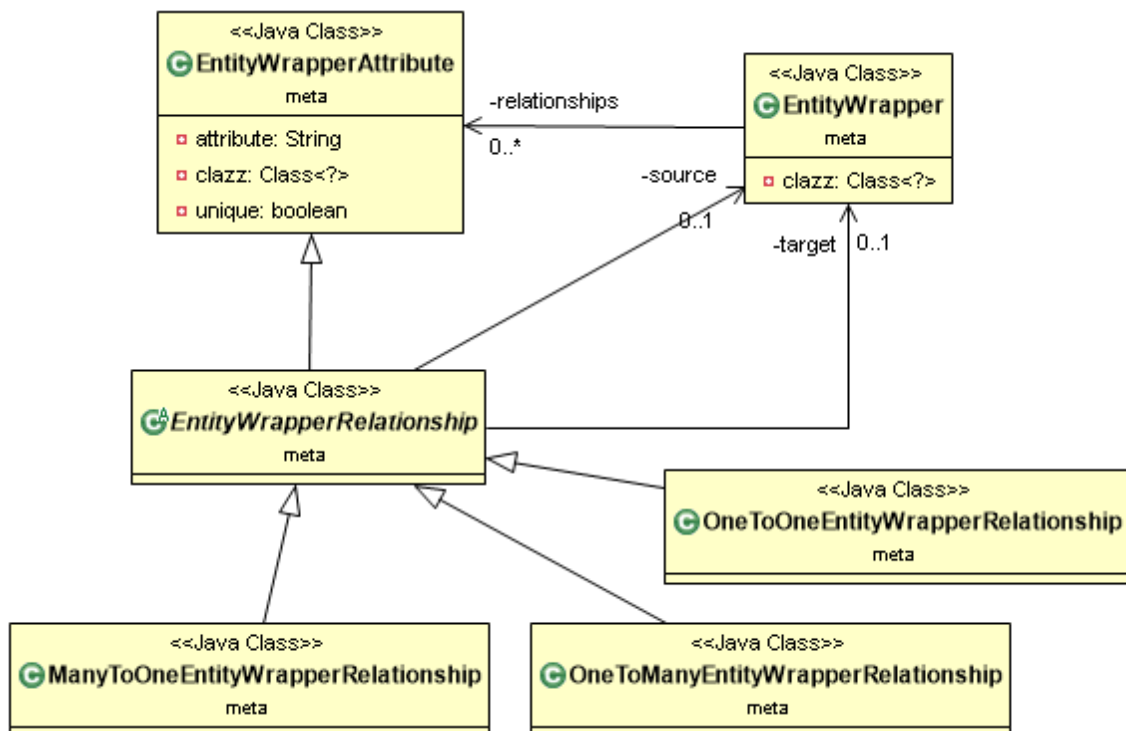 <<Java Class>>
EntityWrapperAttribute
meta
attribute: String
clazz: Class<?>
unique: boolean
-relationships
0..*
<<Java Class>>
EntityWrapper
meta
clazz: Class<?>
-source
0..1
-target
0..1
<<Java Class>>
EntityWrapperRelationship
meta
<<Java Class>>
OneToOneEntityWrapperRelationship
meta
<<Java Class>>
ManyToOneEntityWrapperRelationship
meta
<<Java Class>>
OneToManyEntityWrapperRelationship
meta